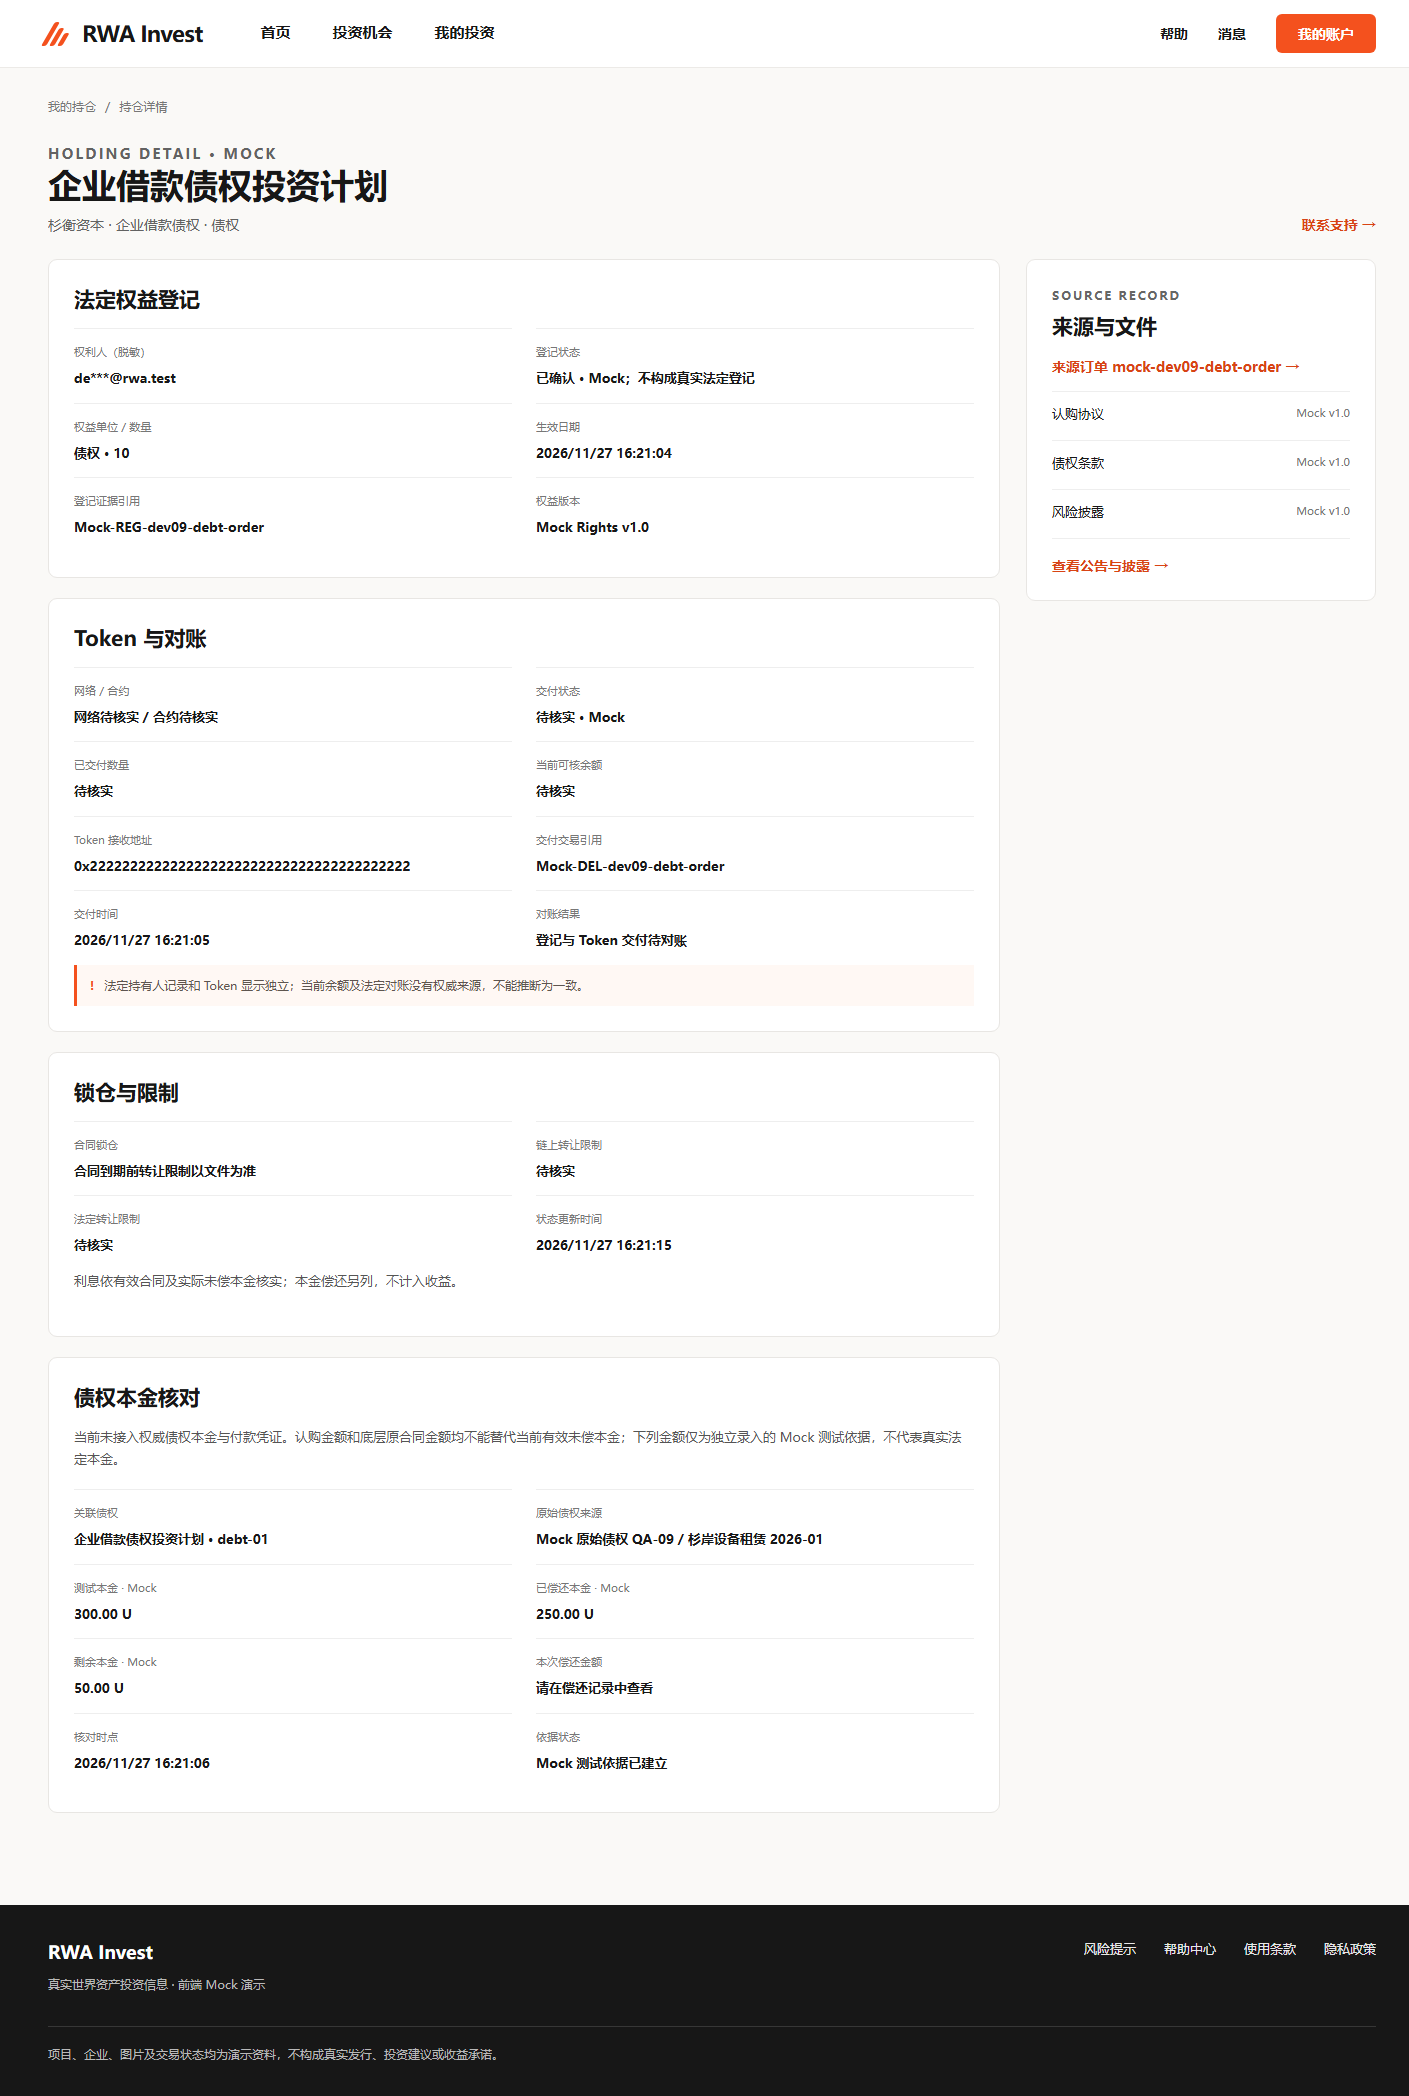 RWA Invest
首页
投资机会
我的投资
帮助
消息
我的账户
我的持仓 / 持仓详情
HOLDING DETAIL • MOCK
企业借款债权投资计划
杉衡资本 · 企业借款债权 · 债权
联系支持 →
法定权益登记
权利人（脱敏）
de***@rwa.test
登记状态
已确认 • Mock；不构成真实法定登记
权益单位 / 数量
债权 • 10
生效日期
2026/11/27 16:21:04
登记证据引用
Mock-REG-dev09-debt-order
权益版本
Mock Rights v1.0
SOURCE RECORD
来源与文件
来源订单 mock-dev09-debt-order →
认购协议
Mock v1.0
债权条款
Mock v1.0
风险披露
Mock v1.0
查看公告与披露 →
Token 与对账
网络 / 合约
网络待核实 / 合约待核实
交付状态
待核实 • Mock
已交付数量
待核实
当前可核余额
待核实
Token 接收地址
0x2222222222222222222222222222222222222222
交付交易引用
Mock-DEL-dev09-debt-order
交付时间
2026/11/27 16:21:05
对账结果
登记与 Token 交付待对账
! 法定持有人记录和 Token 显示独立；当前余额及法定对账没有权威来源，不能推断为一致。
锁仓与限制
合同锁仓
合同到期前转让限制以文件为准
链上转让限制
待核实
法定转让限制
待核实
状态更新时间
2026/11/27 16:21:15
利息依有效合同及实际未偿本金核实；本金偿还另列，不计入收益。
债权本金核对
当前未接入权威债权本金与付款凭证。认购金额和底层原合同金额均不能替代当前有效未偿本金；下列金额仅为独立录入的 Mock 测试依据，不代表真实法
定本金。
关联债权
企业借款债权投资计划 • debt-01
原始债权来源
Mock 原始债权 QA-09 / 杉岸设备租赁 2026-01
测试本金 · Mock
300.00 U
已偿还本金 · Mock
250.00 U
剩余本金 · Mock
50.00 U
本次偿还金额
请在偿还记录中查看
核对时点
2026/11/27 16:21:06
依据状态
Mock 测试依据已建立
RWA Invest
真实世界资产投资信息 · 前端 Mock 演示
风险提示
帮助中心
使用条款
隐私政策
项目、企业、图片及交易状态均为演示资料，不构成真实发行、投资建议或收益承诺。